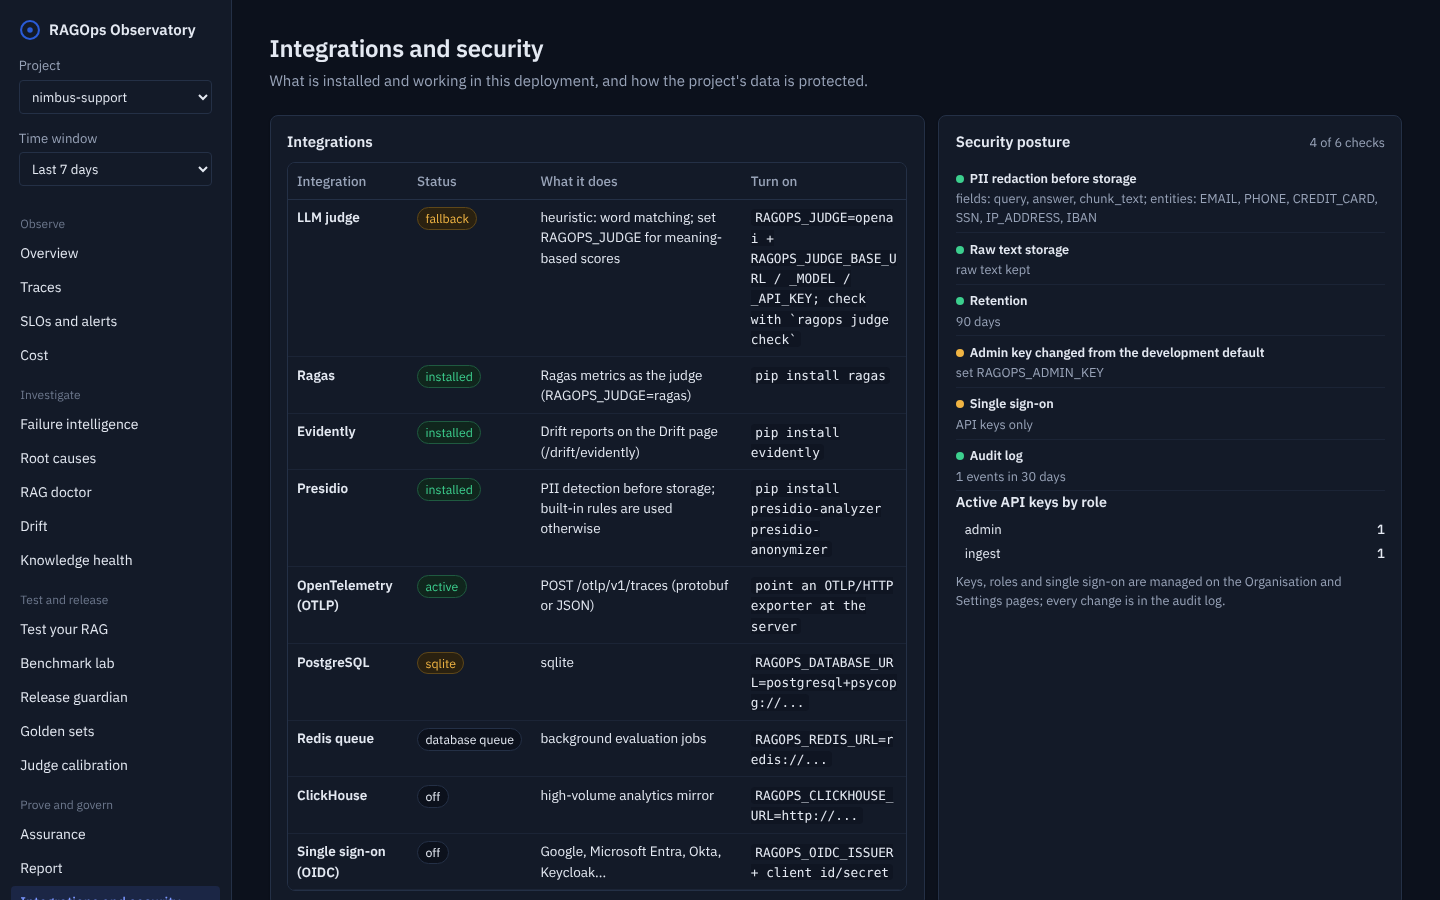 RAGOps Observatory
Project
nimbus-support
Time window
Last 7 days
Observe
Overview
Traces
SLOs and alerts
Cost
Investigate
Failure intelligence
Root causes
RAG doctor
Drift
Knowledge health
Test and release
Test your RAG
Benchmark lab
Release guardian
Golden sets
Judge calibration
Prove and govern
Assurance
Report
Integrations and security
Integrations and security
What is installed and working in this deployment, and how the project's data is protected.
Integrations
Integration Status What it does Turn on
LLM judge
fallback
heuristic: word matching; set
RAGOPS_JUDGE for meaning-
based scores
RAGOPS_JUDGE=opena
i +
RAGOPS_JUDGE_BASE_U
RL / _MODEL /
_API_KEY; check
with `ragops judge
check`
Ragas
installed
Ragas metrics as the judge
(RAGOPS_JUDGE=ragas)
pip install ragas
Evidently
installed
Drift reports on the Drift page
(/drift/evidently)
pip install
evidently
Presidio
installed
PII detection before storage;
built-in rules are used
otherwise
pip install
presidio-analyzer
presidio-
anonymizer
OpenTelemetry
(OTLP)
active
POST /otlp/v1/traces (protobuf
or JSON)
point an OTLP/HTTP
exporter at the
server
PostgreSQL
sqlite
sqlite
RAGOPS_DATABASE_UR
L=postgresql+psycop
g://...
Redis queue
database queue
background evaluation jobs
RAGOPS_REDIS_URL=r
edis://...
ClickHouse
off
high-volume analytics mirror
RAGOPS_CLICKHOUSE_
URL=http://...
Single sign-on
(OIDC)
off
Google, Microsoft Entra, Okta,
Keycloak...
RAGOPS_OIDC_ISSUER
+ client id/secret
Security posture
4 of 6 checks
PII redaction before storage
fields: query, answer, chunk_text; entities: EMAIL, PHONE, CREDIT_CARD,
SSN, IP_ADDRESS, IBAN
Raw text storage
raw text kept
Retention
90 days
Admin key changed from the development default
set RAGOPS_ADMIN_KEY
Single sign-on
API keys only
Audit log
1 events in 30 days
Active API keys by role
admin 1
ingest 1
Keys, roles and single sign-on are managed on the Organisation and
Settings pages; every change is in the audit log.